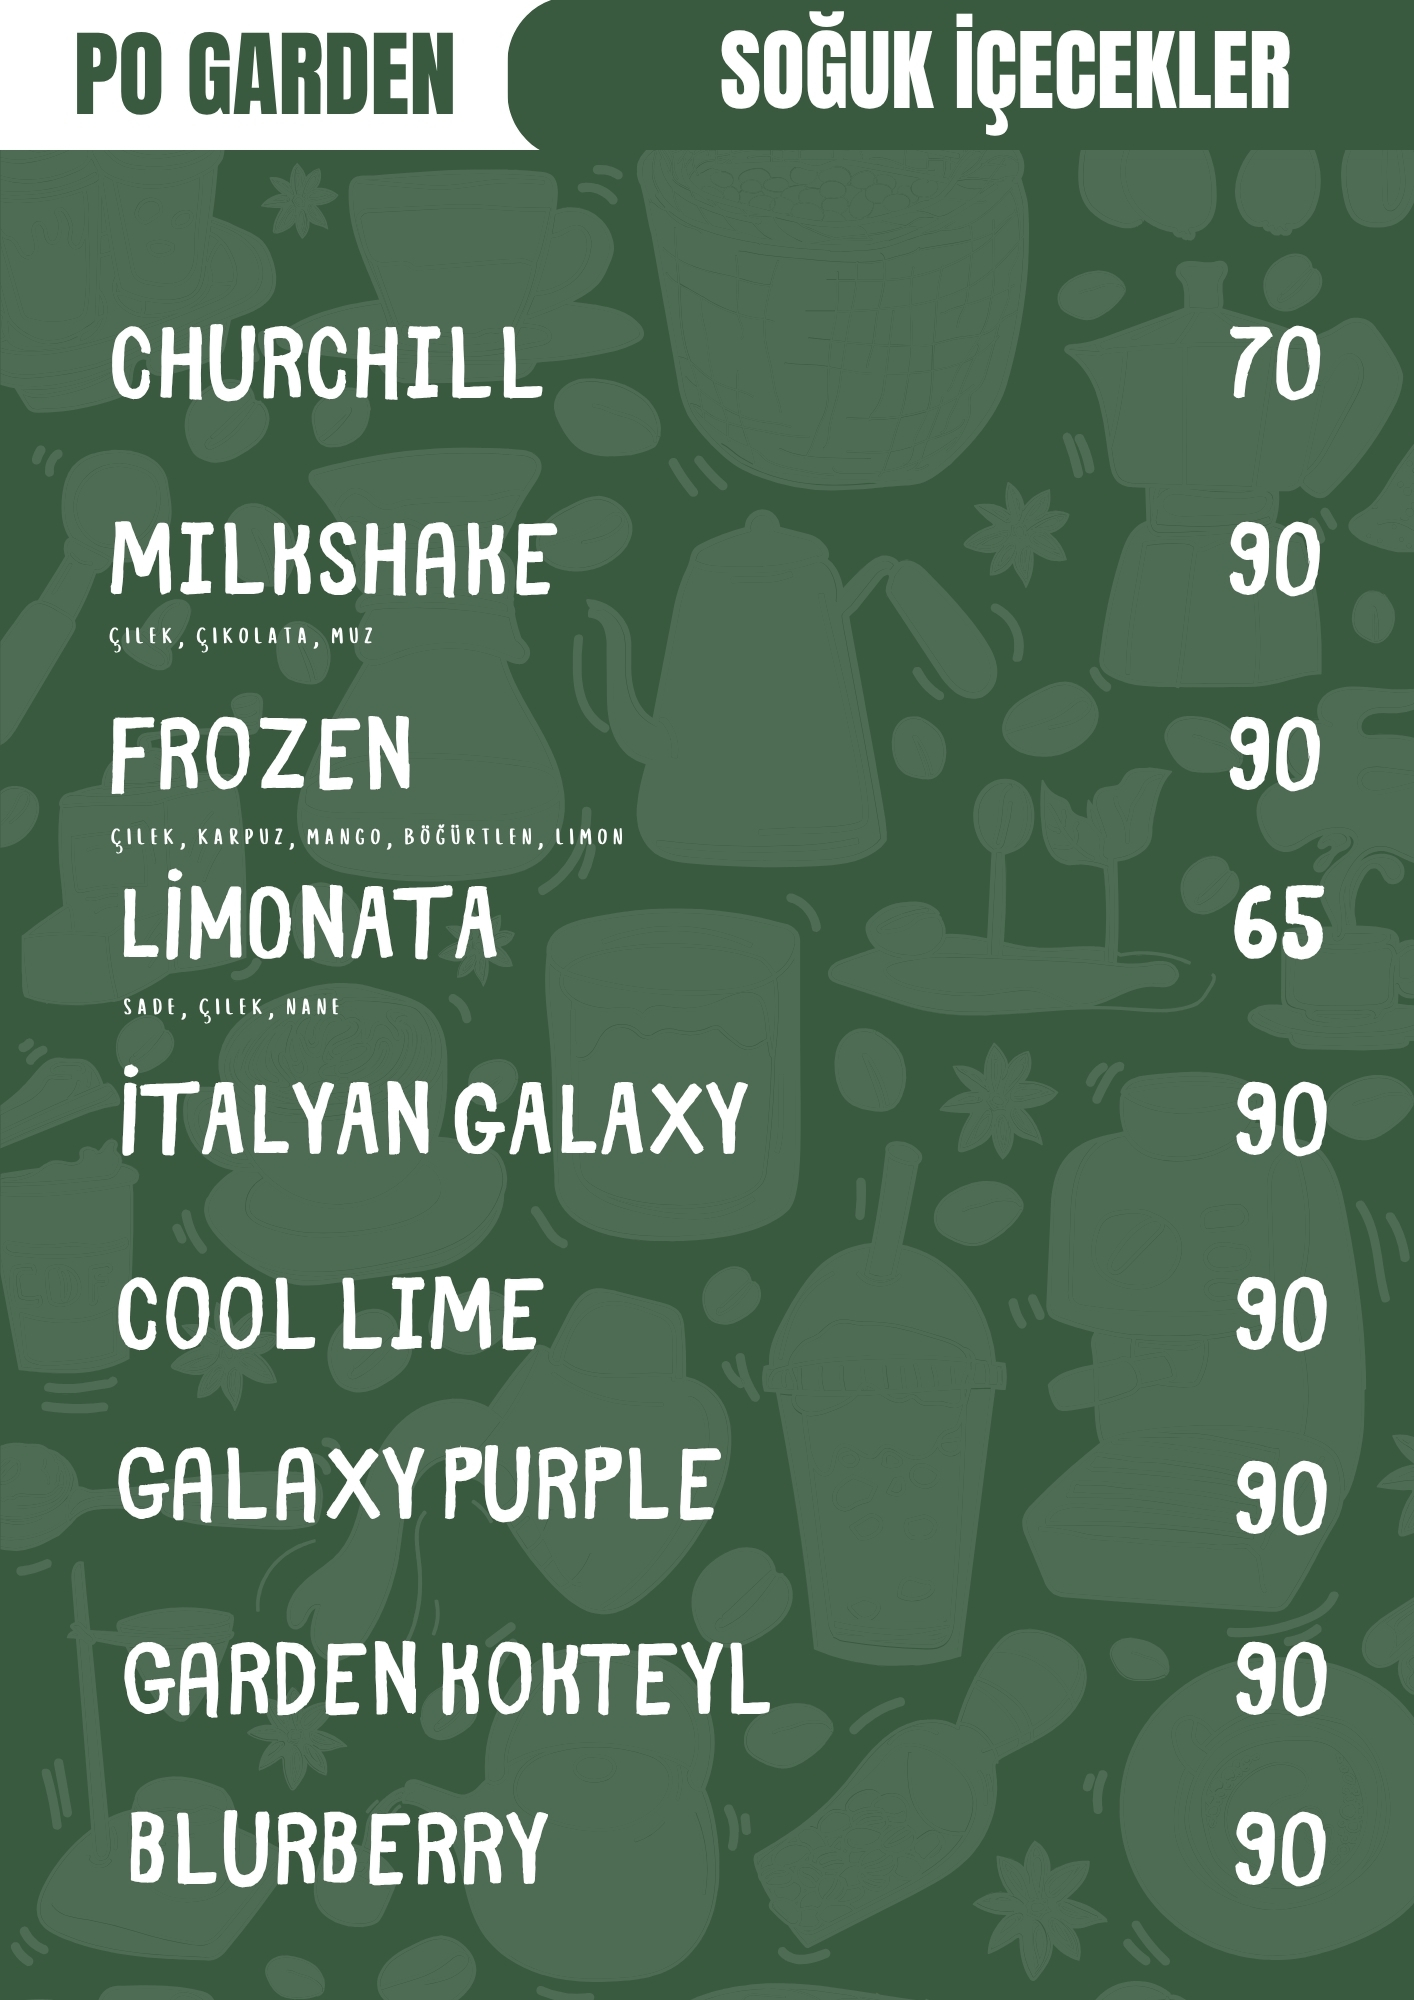 PO GARDEN
SOĞUK İÇECEKLER
CHURCHILL 70
MILKSHAKE 90
ÇILEK, ÇIKOLATA, MUZ
FROZEN 90
ÇILEK, KARPUZ, MANGO, BÖĞÜRTLEN, LIMON
LİMONATA 65
SADE, ÇILEK, NANE
İTALYAN GALAXY 90
COOL LIME 90
GALAXY PURPLE 90
GARDEN KOKTEYL 90
BLURBERRY 90